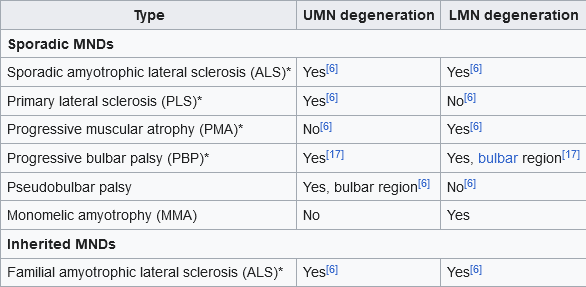 Type UMN degeneration LMN degeneration
Sporadic MNDs
Sporadic amyotrophic lateral sclerosis (ALS)* Yes[6] Yes[6]
Primary lateral sclerosis (PLS)* Yes[6] No[6]
Progressive muscular atrophy (PMA)* No[6] Yes[6]
Progressive bulbar palsy (PBP)* Yes[17] Yes, bulbar region[17]
Pseudobulbar palsy Yes, bulbar region[6] No[6]
Monomelic amyotrophy (MMA) No Yes
Inherited MNDs
Familial amyotrophic lateral sclerosis (ALS)* Yes[6] Yes[6]